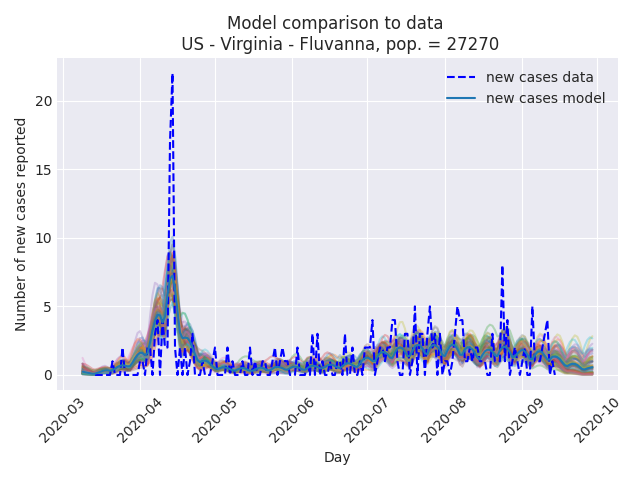 Model comparison to data
US - Virginia - Fluvanna, pop. = 27270
new cases data
new cases model
Number of new cases reported
20
15
10
5
0
2020-03
2020-04
2020-05
2020-06
2020-07
2020-08
2020-09
2020-10
Day